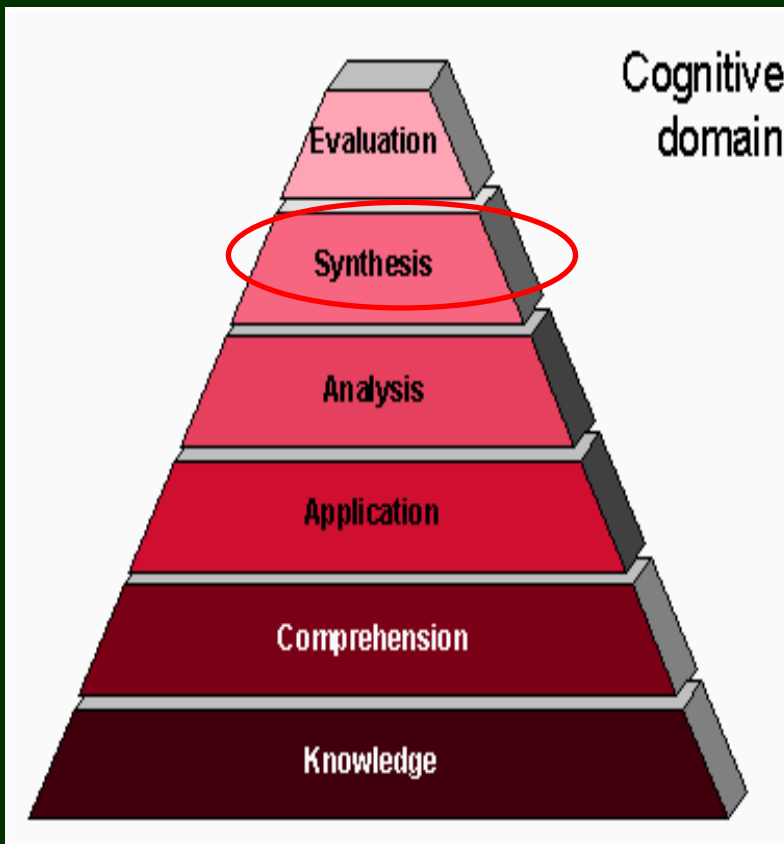 Cognitive
domain
Evaluation
Synthesis
Analysis
Application
Comprehension
Knowledge